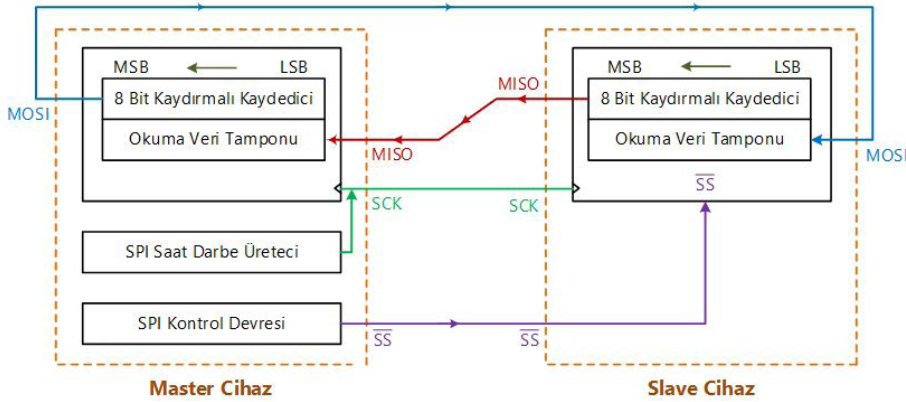 MSB LSB
8 Bit Kaydırmalı Kaydedici
Okuma Veri Tamponu
MOSI
MISO
MISO
MSB LSB
8 Bit Kaydırmalı Kaydedici
Okuma Veri Tamponu
MOSI
SS
SCK
SCK
SPI Saat Darbe Üreteci
SPI Kontrol Devresi
SS
SS
Master Cihaz
Slave Cihaz